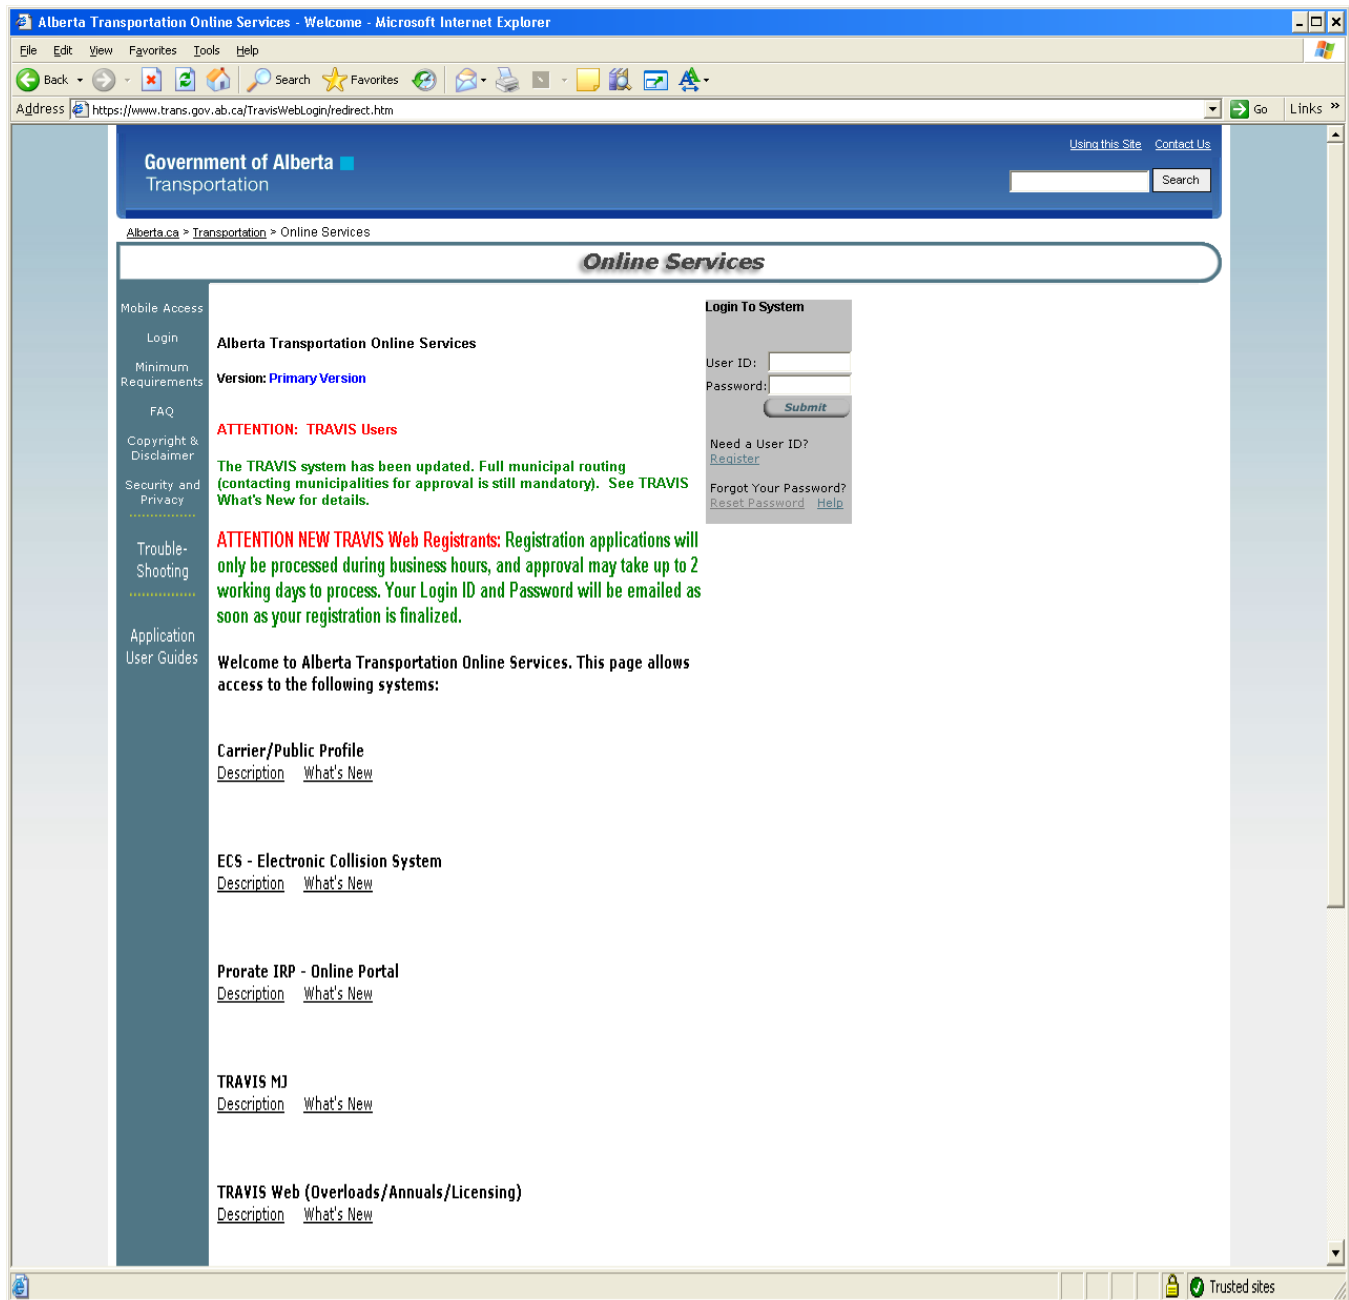 Alberta Transportation Online Services - Welcome - Microsoft Internet Explorer
File Edit View Favorites Tools Help
Back Search Favorites
Address https://www.trans.gov.ab.ca/TravisWebLogin/redirect.htm Go Links »
Using this Site Contact Us
Government of Alberta
Transportation
Search
Alberta.ca > Transportation > Online Services
Online Services
Mobile Access
Login
Minimum
Requirements
FAQ
Copyright &
Disclaimer
Security and
Privacy
Trouble-
Shooting
Application
User Guides
Alberta Transportation Online Services
Version: Primary Version
ATTENTION: TRAVIS Users
The TRAVIS system has been updated. Full municipal routing
(contacting municipalities for approval is still mandatory). See TRAVIS
What's New for details.
ATTENTION NEW TRAVIS Web Registrants: Registration applications will
only be processed during business hours, and approval may take up to 2
working days to process. Your Login ID and Password will be emailed as
soon as your registration is finalized.
Welcome to Alberta Transportation Online Services. This page allows
access to the following systems:
Carrier/Public Profile
Description What's New
ECS - Electronic Collision System
Description What's New
Prorate IRP - Online Portal
Description What's New
TRAVIS MJ
Description What's New
TRAVIS Web (Overloads/Annuals/Licensing)
Description What's New
Login To System
User ID:
Password:
Submit
Need a User ID?
Register
Forgot Your Password?
Reset Password Help
Trusted sites